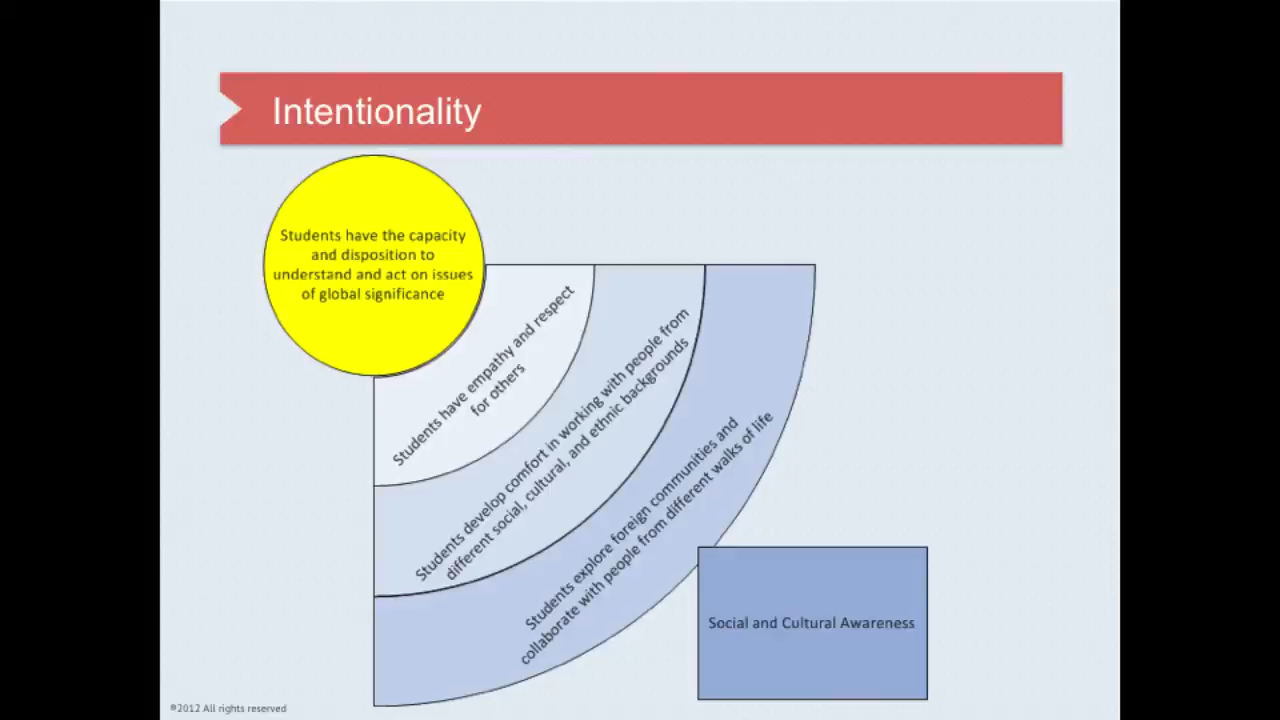 Intentionality
Students have the capacity
and disposition to
understand and act on issues
of global significance
Students have empathy and respect
for others
Students develop comfort in working with people from
different social, cultural, and ethnic backgrounds
Students explore foreign communities and
collaborate with people from different walks of life
Social and Cultural Awareness
®2012 All rights reserved